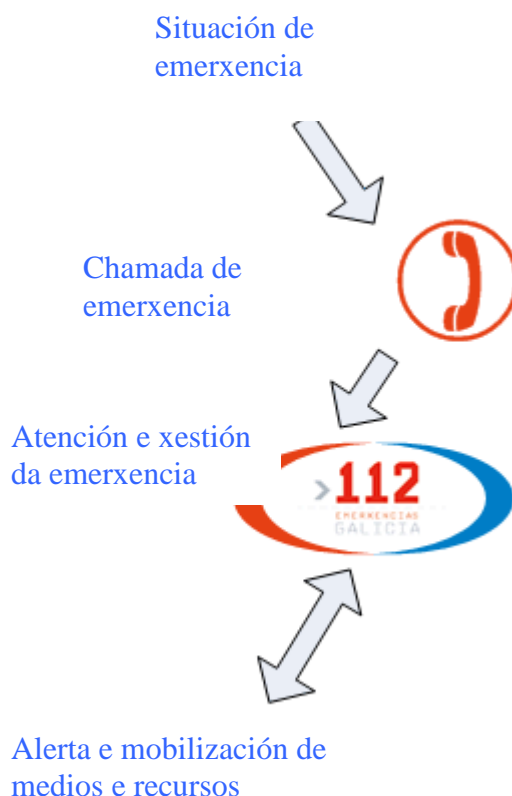 Situación de
emerxencia
Chamada de
emerxencia
Atención e xestión
da emerxencia
>112
EMERXENCIAS
GALICIA
Alerta e mobilización de
medios e recursos